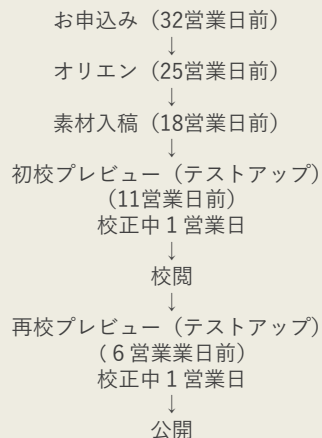 お申込み（32営業日前）
↓
オリエン（25営業日前）
↓
素材入稿（18営業日前）
↓
初校プレビュー（テストアップ）
（11営業日前）
校正中１営業日
↓
校閲
↓
再校プレビュー（テストアップ）
（６営業業日前）
校正中１営業日
↓
公開